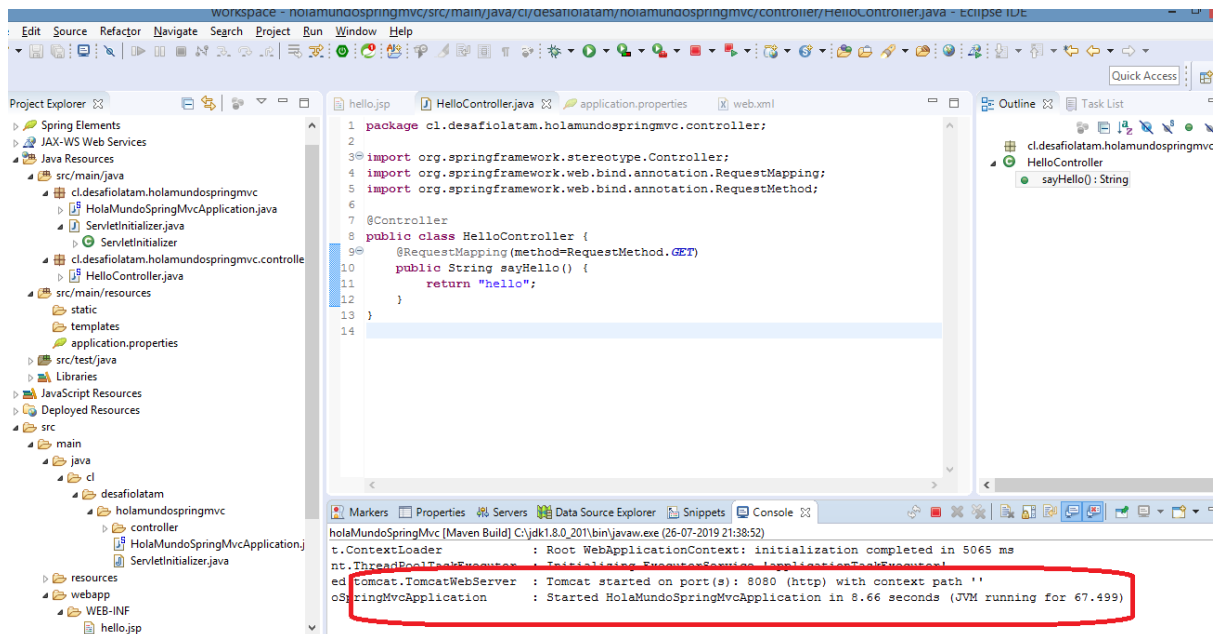 workspace - holamundospringmvc/src/main/java/cl/desafiolatam/holamundospringmvc/controller/HelloController.java - Eclipse IDE
Edit Source Refactor Navigate Search Project Run Window Help
Quick Access
Project Explorer
Spring Elements
JAX-WS Web Services
Java Resources
src/main/java
cl.desafiolatam.holamundospringmvc
HolaMundoSpringMvcApplication.java
ServletInitializer.java
ServletInitializer
cl.desafiolatam.holamundospringmvc.controlle
HelloController.java
src/main/resources
static
templates
application.properties
src/test/java
Libraries
JavaScript Resources
Deployed Resources
src
main
java
cl
desafiolatam
holamundospringmvc
controller
HolaMundoSpringMvcApplication.j
ServletInitializer.java
resources
webapp
WEB-INF
hello.jsp
hello.jsp HelloController.java application.properties web.xml
1 package cl.desafiolatam.holamundospringmvc.controller;
2
3 import org.springframework.stereotype.Controller;
4 import org.springframework.web.bind.annotation.RequestMapping;
5 import org.springframework.web.bind.annotation.RequestMethod;
6
7 @Controller
8 public class HelloController {
9 @RequestMapping(method=RequestMethod.GET)
10 public String sayHello() {
11 return "hello";
12 }
13 }
14
Outline Task List
cl.desafiolatam.holamundospringmvc
HelloController
sayHello() : String
Markers Properties Servers Data Source Explorer Snippets Console
holaMundoSpringMvc [Maven Build] C:\jdk1.8.0_201\bin\javaw.exe (26-07-2019 21:38:52)
t.ContextLoader : Root WebApplicationContext: initialization completed in 5065 ms
nt.ThreadPoolTaskExecutor : Initializing ExecutorService 'applicationTaskExecutor'
ed.tomcat.TomcatWebServer : Tomcat started on port(s): 8080 (http) with context path ''
oSpringMvcApplication : Started HolaMundoSpringMvcApplication in 8.66 seconds (JVM running for 67.499)